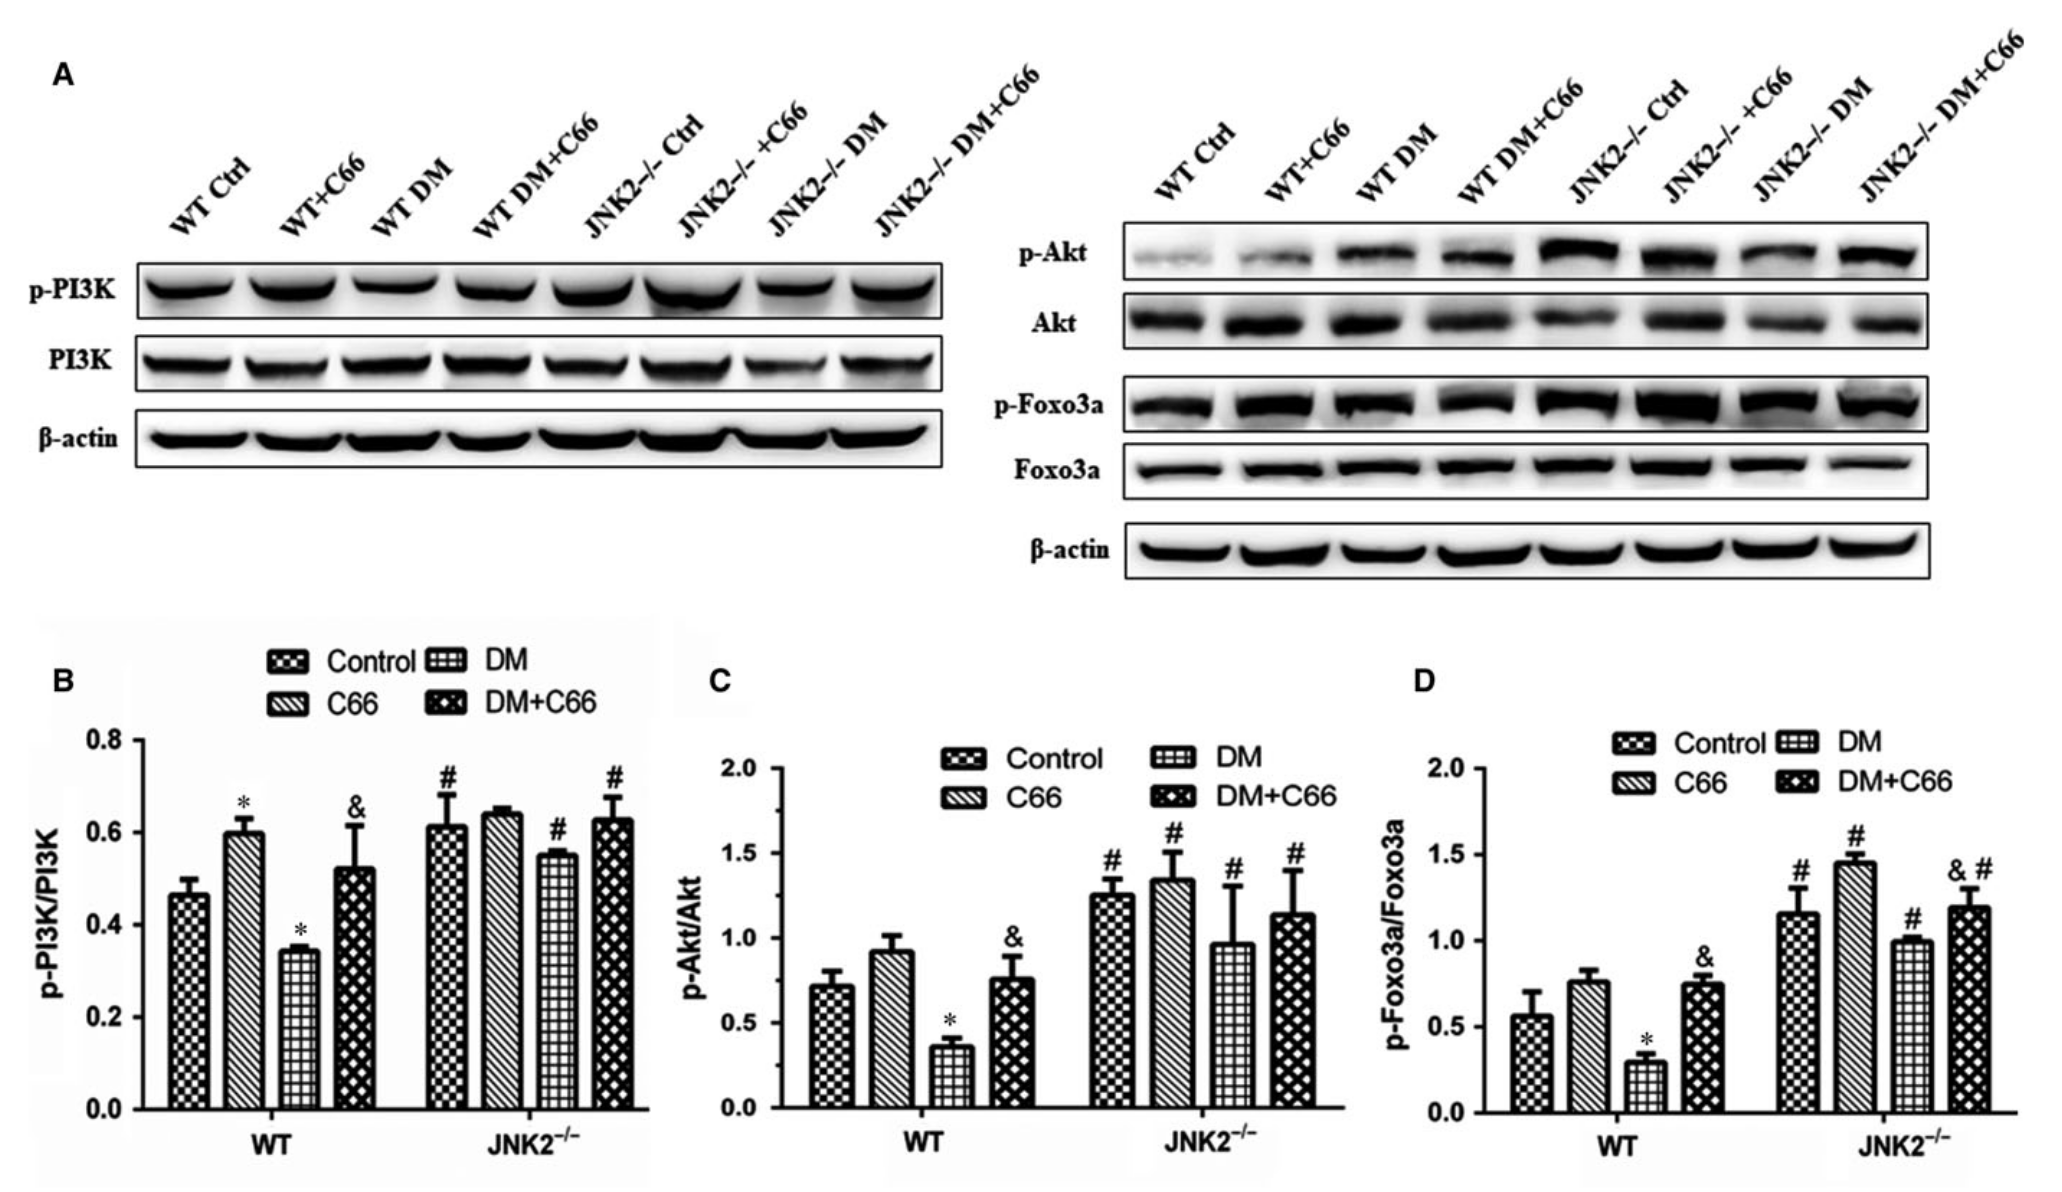 A
WT Ctrl
WT+C66
WT DM
WT DM+C66
JNK2−/− Ctrl
JNK2−/− +C66
JNK2−/− DM
JNK2−/− DM+C66
p-PI3K
PI3K
β-actin
WT Ctrl
WT+C66
WT DM
WT DM+C66
JNK2−/− Ctrl
JNK2−/− +C66
JNK2−/− DM
JNK2−/− DM+C66
p-Akt
Akt
p-Foxo3a
Foxo3a
β-actin
B
Control DM
C66 DM+C66
p-PI3K/PI3K
0.8
0.6
0.4
0.2
0.0
* * & # # #
WT JNK2−/−
C
Control DM
C66 DM+C66
p-Akt/Akt
2.0
1.5
1.0
0.5
0.0
* & # # # #
WT JNK2−/−
D
Control DM
C66 DM+C66
p-Foxo3a/Foxo3a
2.0
1.5
1.0
0.5
0.0
* & # # # & #
WT JNK2−/−